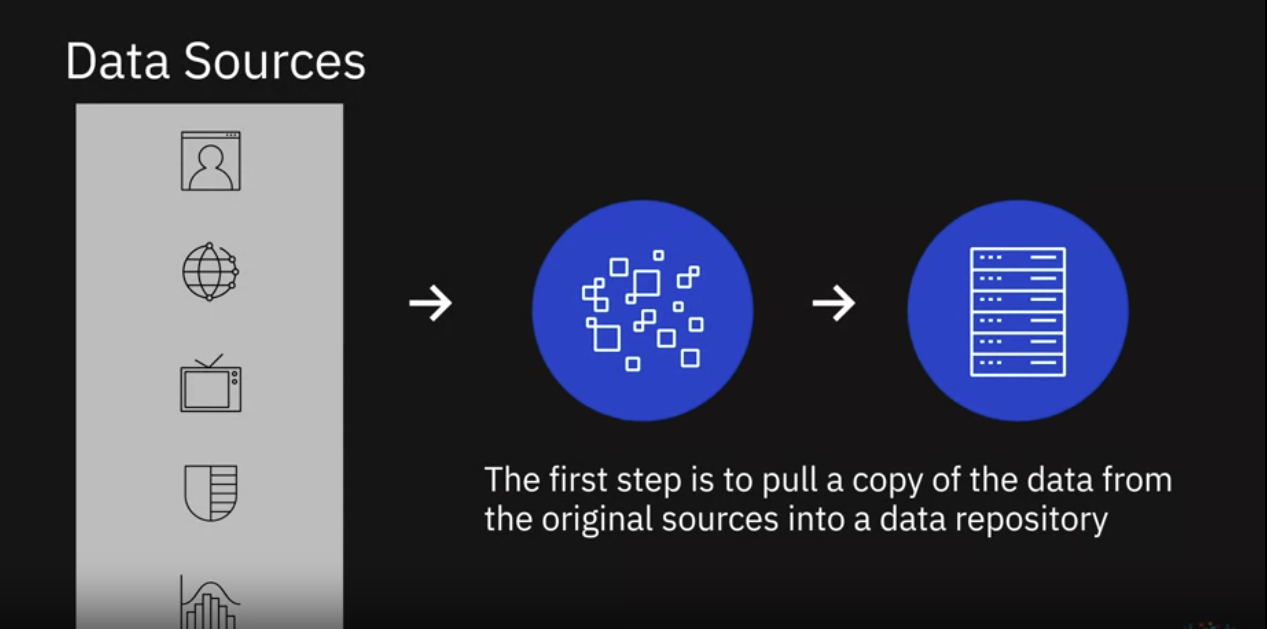 Data Sources
The first step is to pull a copy of the data from
the original sources into a data repository